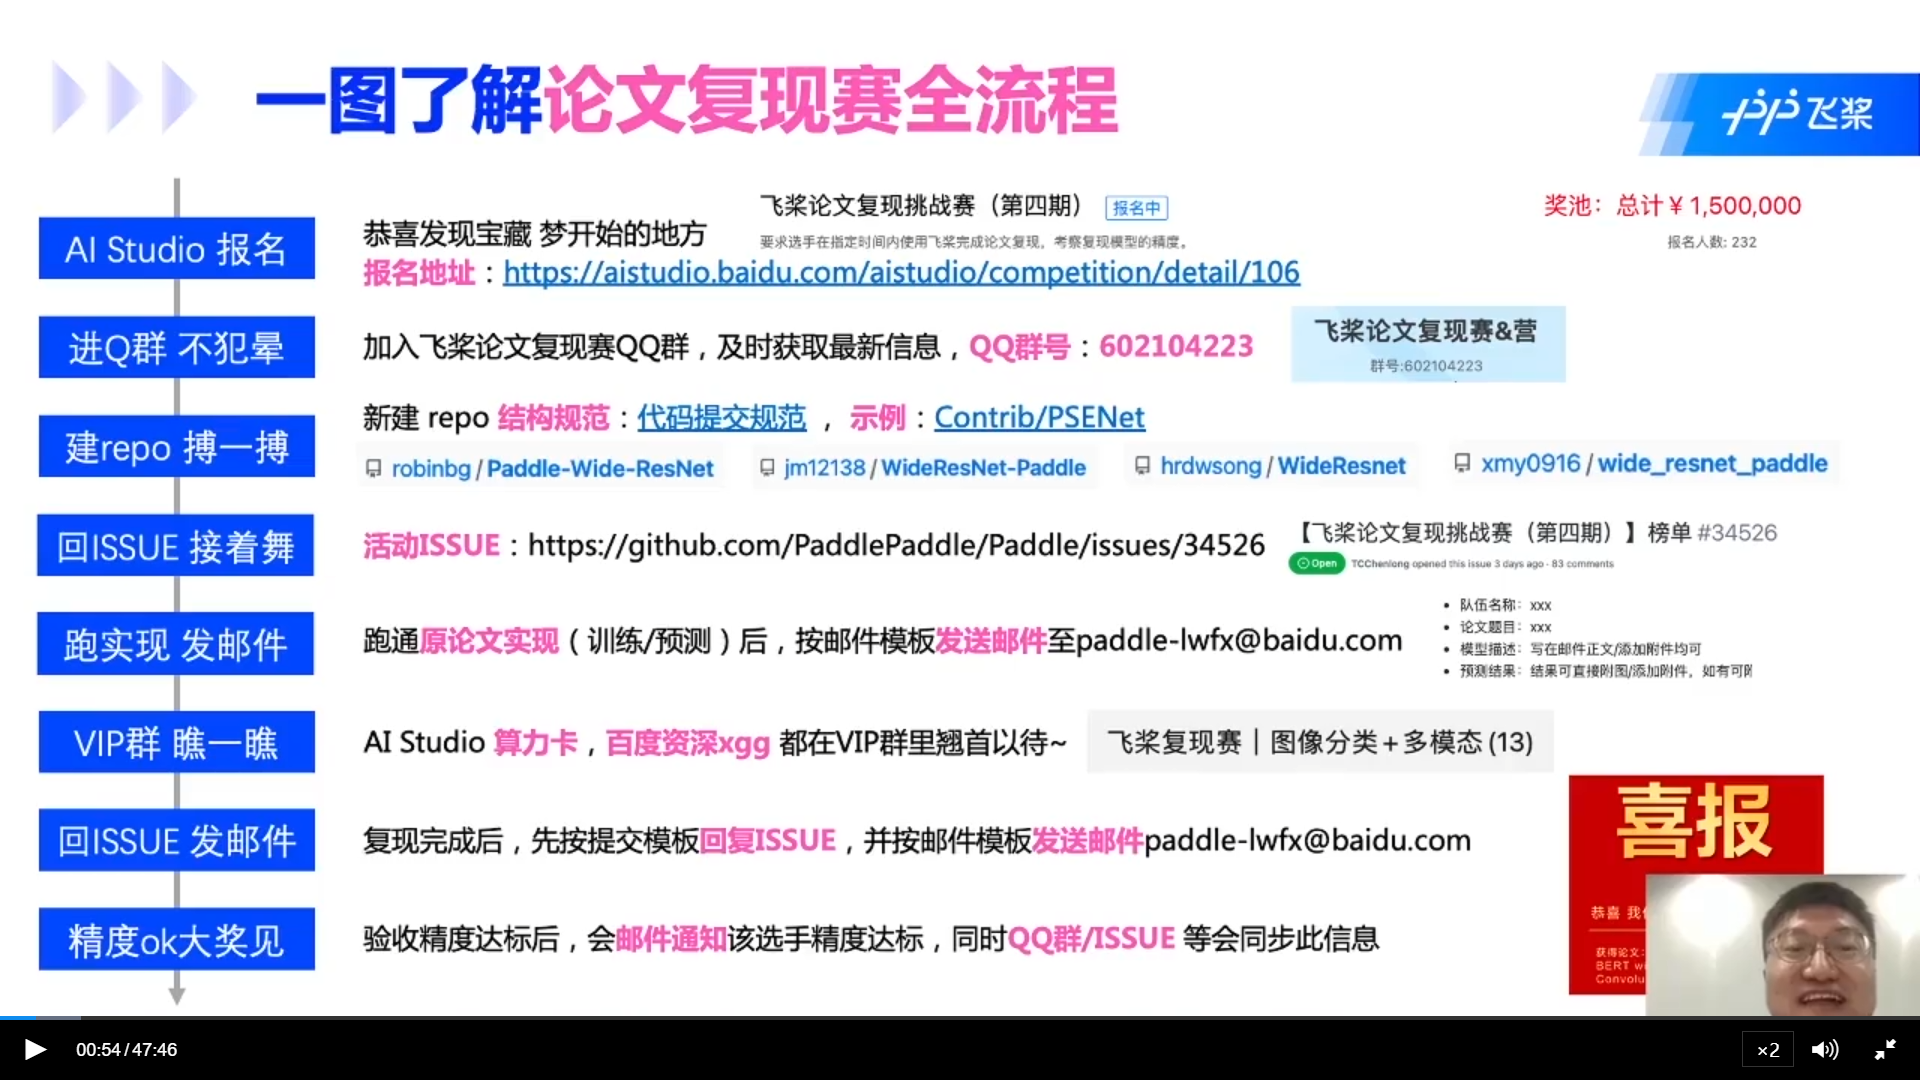 一图了解论文复现赛全流程
飞桨
AI Studio 报名
恭喜发现宝藏 梦开始的地方
飞桨论文复现挑战赛（第四期） 报名中
要求选手在指定时间内使用飞桨完成论文复现，考察复现模型的精度。
奖池：总计¥1,500,000
报名人数: 232
报名地址：https://aistudio.baidu.com/aistudio/competition/detail/106
进Q群 不犯晕
加入飞桨论文复现赛QQ群，及时获取最新信息，QQ群号：602104223
飞桨论文复现赛&营
群号:602104223
建repo 搏一搏
新建 repo 结构规范：代码提交规范 ，示例：Contrib/PSENet
robinbg/Paddle-Wide-ResNet
jm12138/WideResNet-Paddle
hrdwsong/WideResnet
xmy0916/wide_resnet_paddle
回ISSUE 接着舞
活动ISSUE：https://github.com/PaddlePaddle/Paddle/issues/34526
【飞桨论文复现挑战赛（第四期）】榜单 #34526
Open TCChenlong opened this issue 3 days ago · 83 comments
跑实现 发邮件
跑通原论文实现（训练/预测）后，按邮件模板发送邮件至paddle-lwfx@baidu.com
• 队伍名称：xxx
• 论文题目：xxx
• 模型描述：写在邮件正文/添加附件均可
• 预测结果：结果可直接附图/添加附件，如有可
VIP群 瞧一瞧
AI Studio 算力卡，百度资深xgg 都在VIP群里翘首以待~
飞桨复现赛｜图像分类+多模态(13)
回ISSUE 发邮件
复现完成后，先按提交模板回复ISSUE，并按邮件模板发送邮件paddle-lwfx@baidu.com
喜报
恭喜 我
获得论文：
BERT w
Convolu
精度ok大奖见
验收精度达标后，会邮件通知该选手精度达标，同时QQ群/ISSUE 等会同步此信息
00:54/47:46
×2